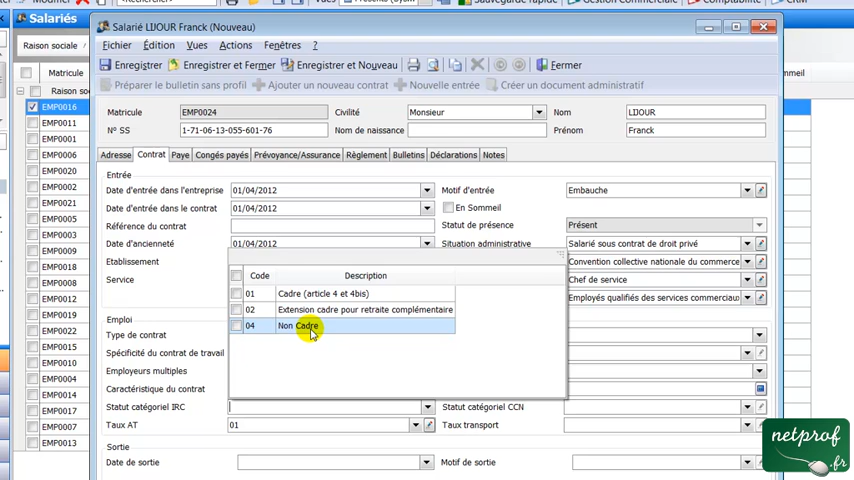 Sauvegarde rapide
Gestion Commerciale
Comptabilité
CRM
Salariés
Salarié LIJOUR Franck (Nouveau)
Fichier Édition Vues Actions Fenêtres ?
Raison sociale
Enregistrer Enregistrer et Fermer Enregistrer et Nouveau Fermer
Préparer le bulletin sans profil Ajouter un nouveau contrat Nouvelle entrée Créer un document administratif
Matricule
Raison so
EMP0016
EMP0011
EMP0001
EMP0006
EMP0020
EMP0002
EMP0005
EMP0003
EMP0009
EMP0018
EMP0019
EMP0010
EMP0008
EMP0004
EMP0014
EMP0017
EMP0007
EMP0013
Matricule EMP0024 Civilité Monsieur Nom LIJOUR
N° SS 1-71-06-13-055-601-76 Nom de naissance Prénom Franck
Adresse Contrat Paye Congés payés Prévoyance/Assurance Règlement Bulletins Déclarations Notes
Entrée
Date d'entrée dans l'entreprise 01/04/2012 Motif d'entrée Embauche
Date d'entrée dans le contrat 01/04/2012 En Sommeil
Référence du contrat Statut de présence Présent
Date d'ancienneté 01/04/2012 Situation administrative Salarié sous contrat de droit privé
Etablissement Convention collective nationale du commerce
Service Chef de service
Employés qualifiés des services commerciaux
Code Description
01 Cadre (article 4 et 4bis)
02 Extension cadre pour retraite complémentaire
04 Non Cadre
Emploi
Type de contrat
Spécificité du contrat de travail
Employeurs multiples
Caractéristique du contrat
Statut catégoriel IRC Statut catégoriel CCN
Taux AT 01 Taux transport
Sortie
Date de sortie Motif de sortie
netprof
.fr